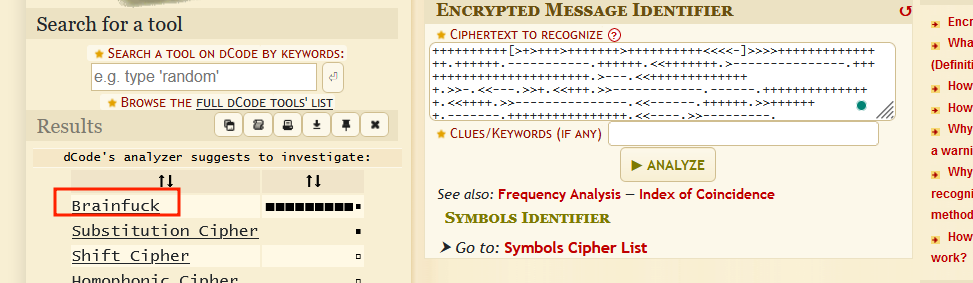 Search for a tool
★ SEARCH A TOOL ON DCODE BY KEYWORDS:
e.g. type 'random'
★ BROWSE THE FULL DCODE TOOLS' LIST
Results
dCode's analyzer suggests to investigate:
↑↓ ↑↓
Brainfuck ■■■■■■■■■▪
Substitution Cipher ▪
Shift Cipher ▫
Homophonic Cipher ▫
ENCRYPTED MESSAGE IDENTIFIER
★ CIPHERTEXT TO RECOGNIZE ?
++++++++++[>+>+++>+++++++>++++++++++<<<<-]>>>>++++++++++++++
++.++++++.-----------.++++++.<<+++++++.>---------------.+++
++++++++++++++++++++.>---.<<+++++++++++++
+.>>-.<<---.>>+.<<+++.>>--------------.------.++++++++++++++
+.<<++++.>>------------------.<<------.++++++.>>++++++
+.-------.+++++++++++++++.<<----.>>---------.
★ CLUES/KEYWORDS (IF ANY)
▶ ANALYZE
See also: Frequency Analysis — Index of Coincidence
SYMBOLS IDENTIFIER
Go to: Symbols Cipher List
Encr
Wha
(Definiti
How
How
Why
a warni
Why
recogni
method
How
work?